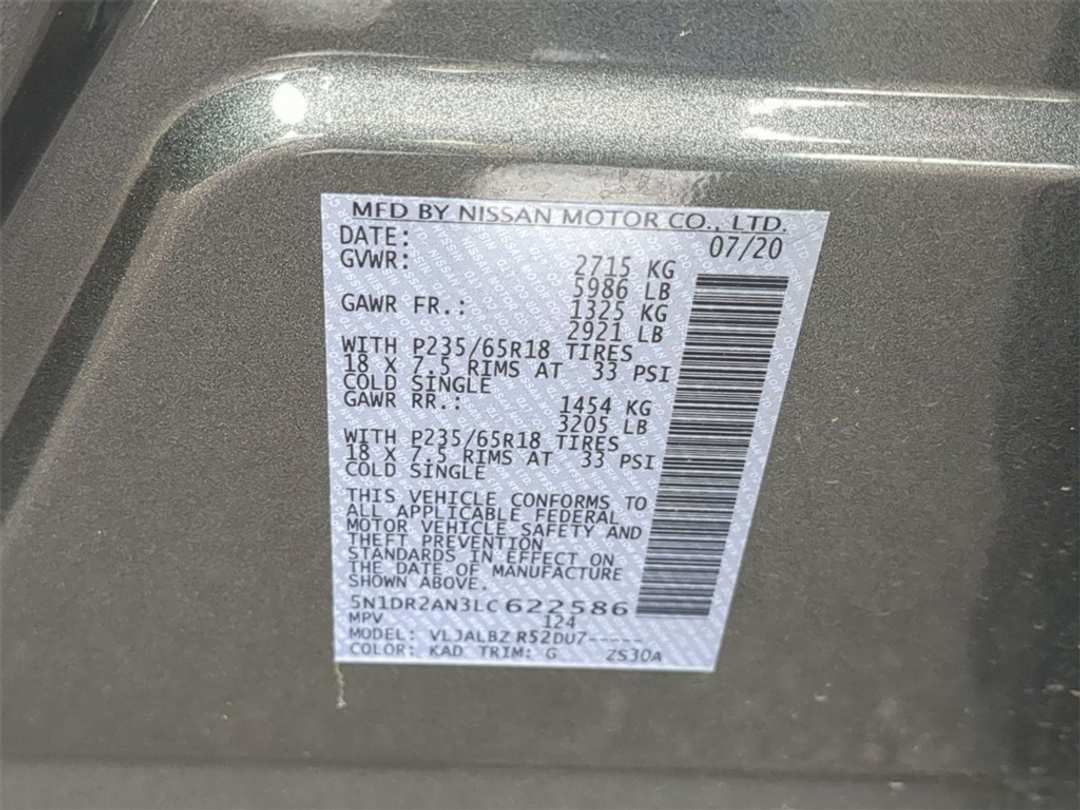 MFD BY NISSAN MOTOR CO., LTD.
DATE: 07/20
GVWR: 2715 KG
5986 LB
GAWR FR.: 1325 KG
2921 LB
WITH P235/65R18 TIRES
18 X 7.5 RIMS AT 33 PSI
COLD SINGLE
GAWR RR.: 1454 KG
3205 LB
WITH P235/65R18 TIRES
18 X 7.5 RIMS AT 33 PSI
COLD SINGLE
THIS VEHICLE CONFORMS TO
ALL APPLICABLE FEDERAL
MOTOR VEHICLE SAFETY AND
THEFT PREVENTION
STANDARDS IN EFFECT ON
THE DATE OF MANUFACTURE
SHOWN ABOVE.
5N1DR2AN3LC622586
MPV 124
MODEL: VLJALBZ R52DU7-----
COLOR: KAD TRIM: G ZS30A